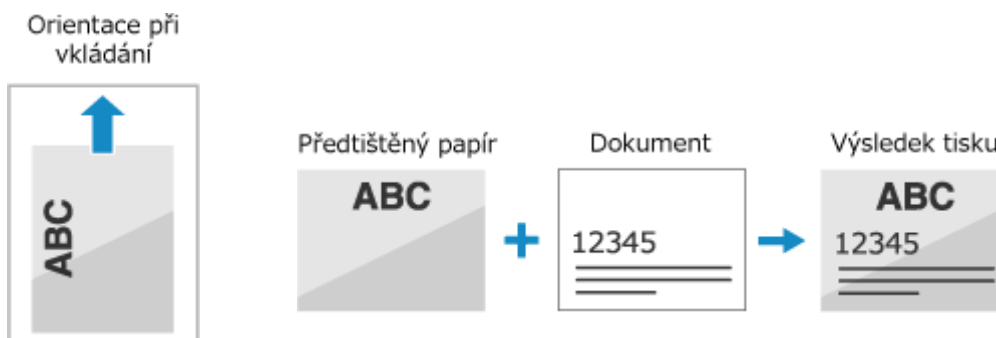 Orientace při
vkládání
ABC
Předtištěný papír
ABC
Dokument
12345
Výsledek tisku
ABC
12345